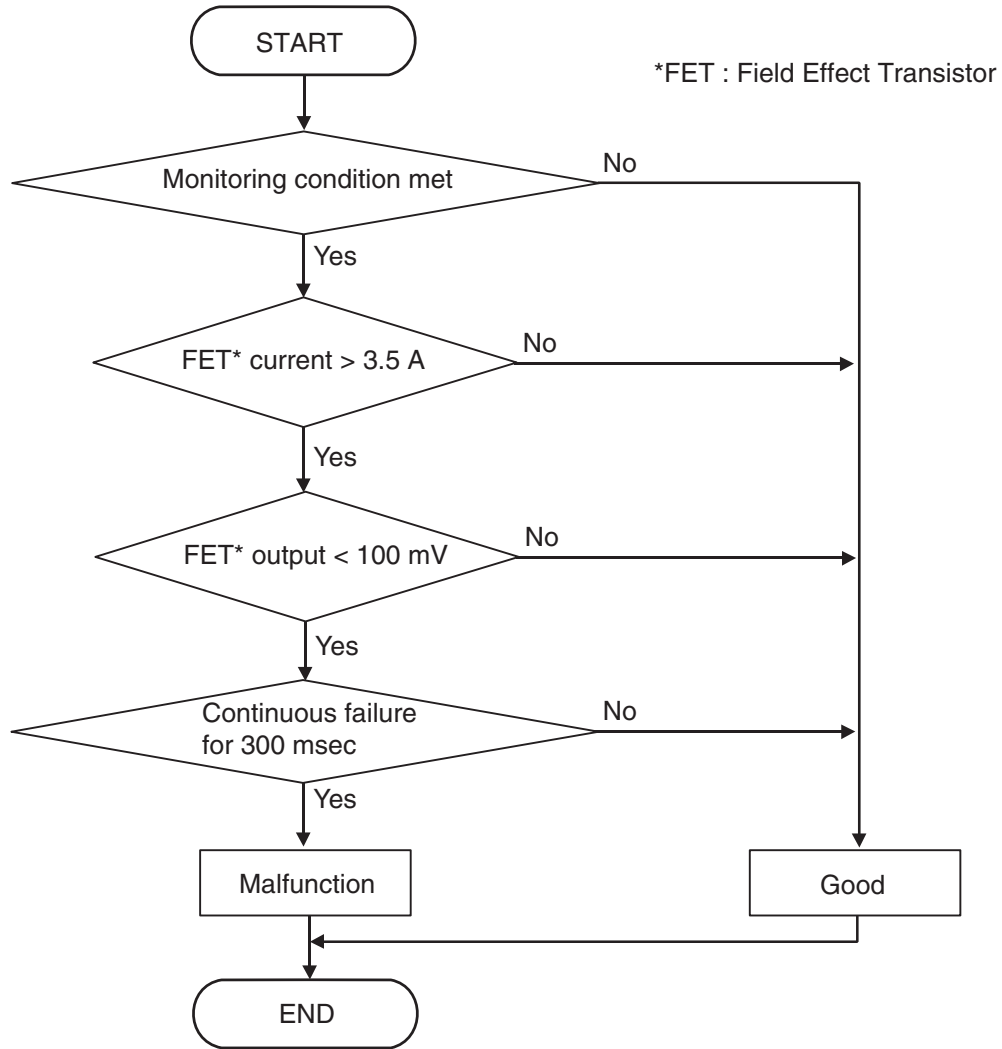 START
*FET : Field Effect Transistor
Monitoring condition met
No
Yes
FET* current > 3.5 A
No
Yes
FET* output < 100 mV
No
Yes
Continuous failure
for 300 msec
No
Yes
Malfunction
Good
END